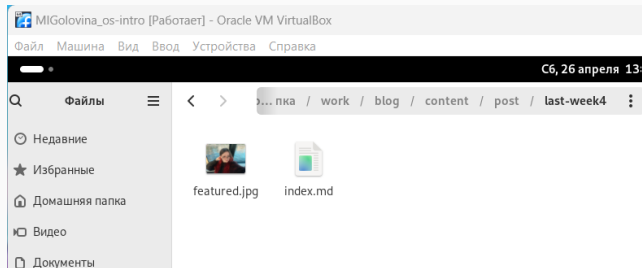 MIGolovina_os-intro [Работает] - Oracle VM VirtualBox
Файл Машина Вид Ввод Устройства Справка
Сб, 26 апреля 13:
Файлы
… пка / work / blog / content / post / last-week4
Недавние
Избранные
Домашняя папка
Видео
Документы
featured.jpg index.md